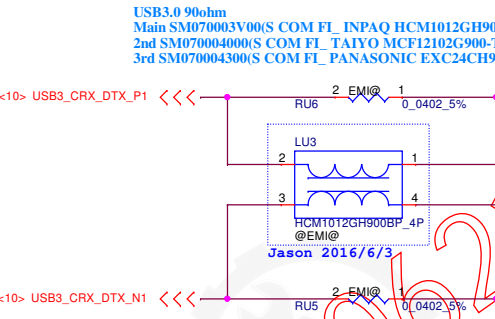 USB3.0 90ohm
Main SM070003V00(S COM FI_ INPAQ HCM1012GH90
2nd SM070004000(S COM FI_ TAIYO MCF12102G900-T
3rd SM070004300(S COM FI_ PANASONIC EXC24CH9
<10> USB3_CRX_DTX_P1
2 EMI@ 1
RU6 0_0402_5%
LU3
2 1
3 4
HCM1012GH900BP_4P
@EMI@
Jason 2016/6/3
<10> USB3_CRX_DTX_N1
2 EMI@ 1
RU5 0_0402_5%